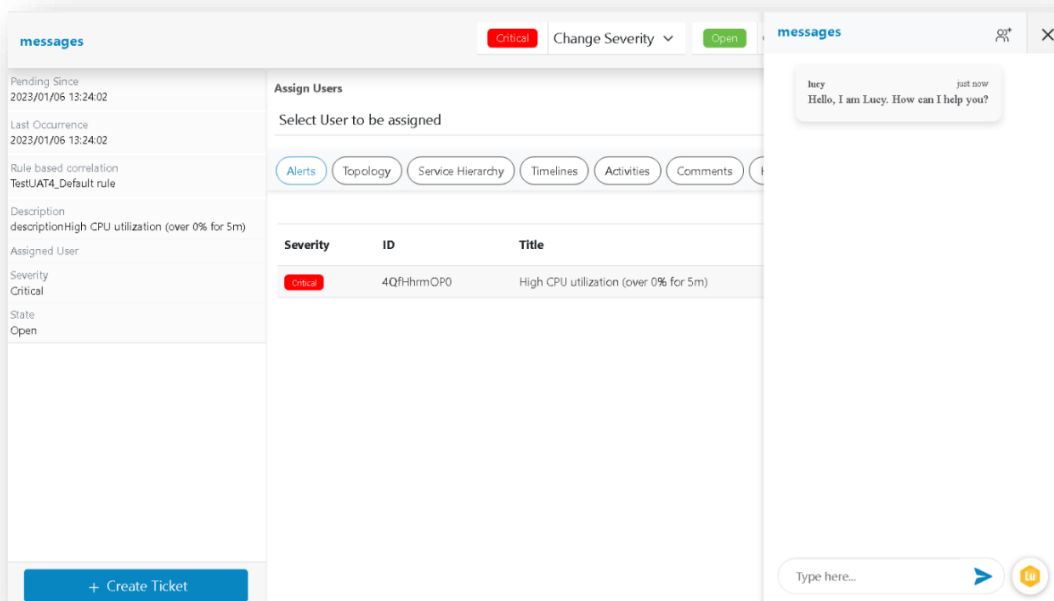 messages
Critical
Change Severity
Open
Pending Since
2023/01/06 13:24:02
Last Occurrence
2023/01/06 13:24:02
Rule based correlation
TestUAT4_Default rule
Description
descriptionHigh CPU utilization (over 0% for 5m)
Assigned User
Severity
Critical
State
Open
+ Create Ticket
Assign Users
Select User to be assigned
Alerts
Topology
Service Hierarchy
Timelines
Activities
Comments
Severity ID Title
Critical 4QfHhrmOP0 High CPU utilization (over 0% for 5m)
messages
lucy just now
Hello, I am Lucy. How can I help you?
Type here...
Lu